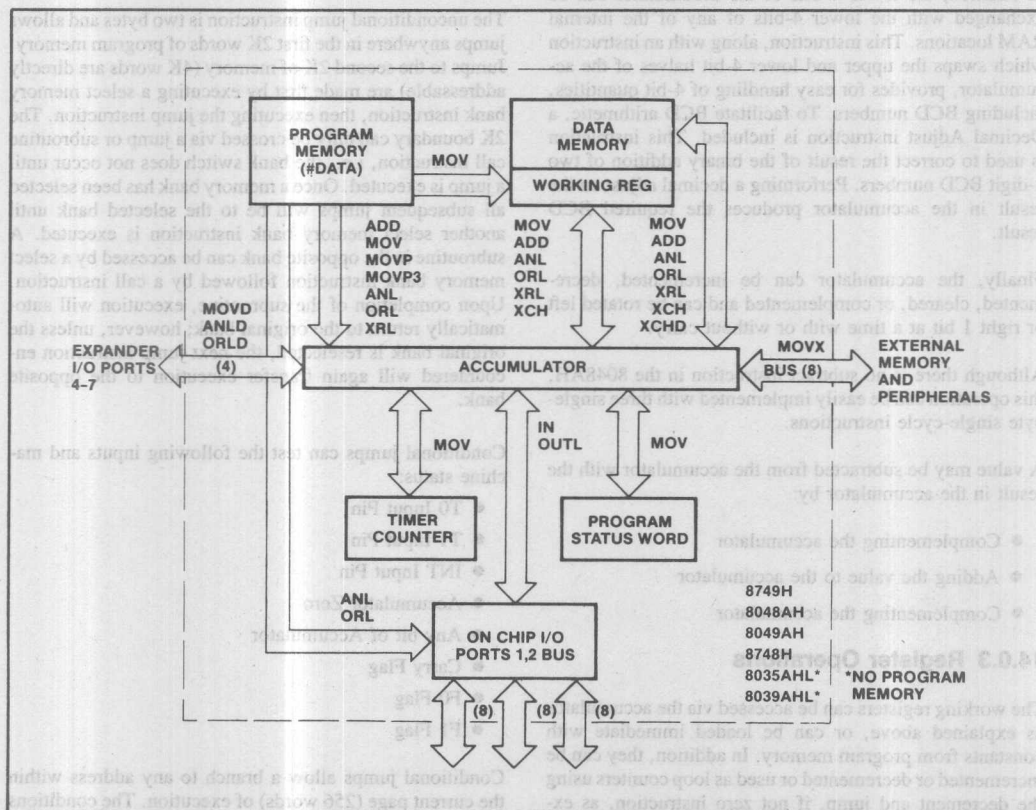 PROGRAM
MEMORY
(#DATA)
MOV
DATA
MEMORY
WORKING REG
ADD
MOV
MOVP
MOVP3
ANL
ORL
XRL
MOV
ADD
ANL
ORL
XRL
XCH
MOV
ADD
ANL
ORL
XRL
XCH
XCHD
MOVD
ANL
ORLD
(4)
EXPANDER
I/O PORTS
4-7
ACCUMULATOR
MOVX
BUS (8)
EXTERNAL
MEMORY
AND
PERIPHERALS
MOV
IN
OUTL
MOV
TIMER
COUNTER
PROGRAM
STATUS WORD
ANL
ORL
ON CHIP I/O
PORTS 1,2 BUS
(8) (8) (8)
8749H
8048AH
8049AH
8748H
8035AHL*
8039AHL*
*NO PROGRAM
MEMORY